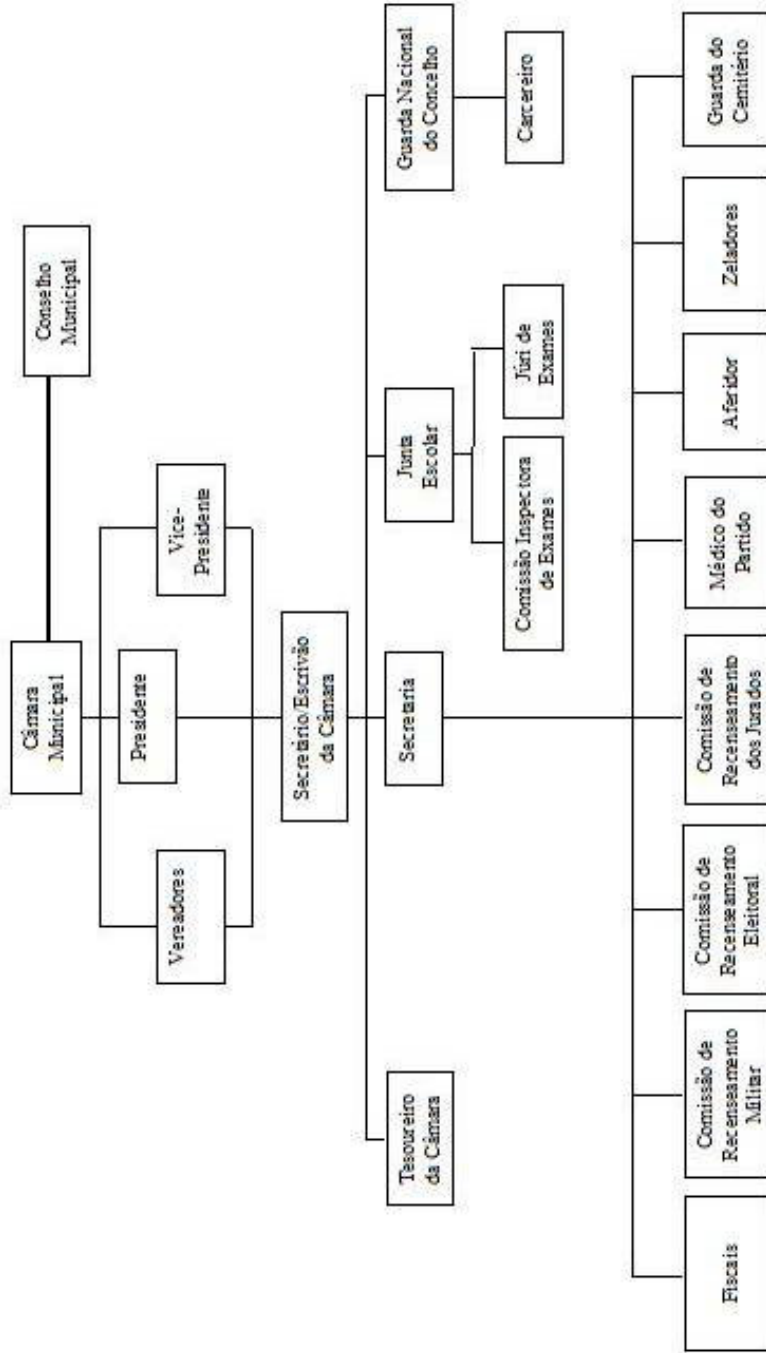 Câmara
Municipal
Conselho
Municipal
Presidente
Vereadores
Vice-
Presidente
Secretário/Escrivão
da Câmara
Tesoureiro
da Câmara
Secretaria
Junta
Escolar
Guarda Nacional
do Concelho
Comissão Inspectora
de Exames
Júri de
Exames
Carcereiro
Fiscais
Comissão de
Recenseamento
Militar
Comissão de
Recenseamento
Eleitoral
Comissão de
Recenseamento
dos Jurados
Médico do
Partido
Aferidor
Zeladores
Guarda do
Cemitério